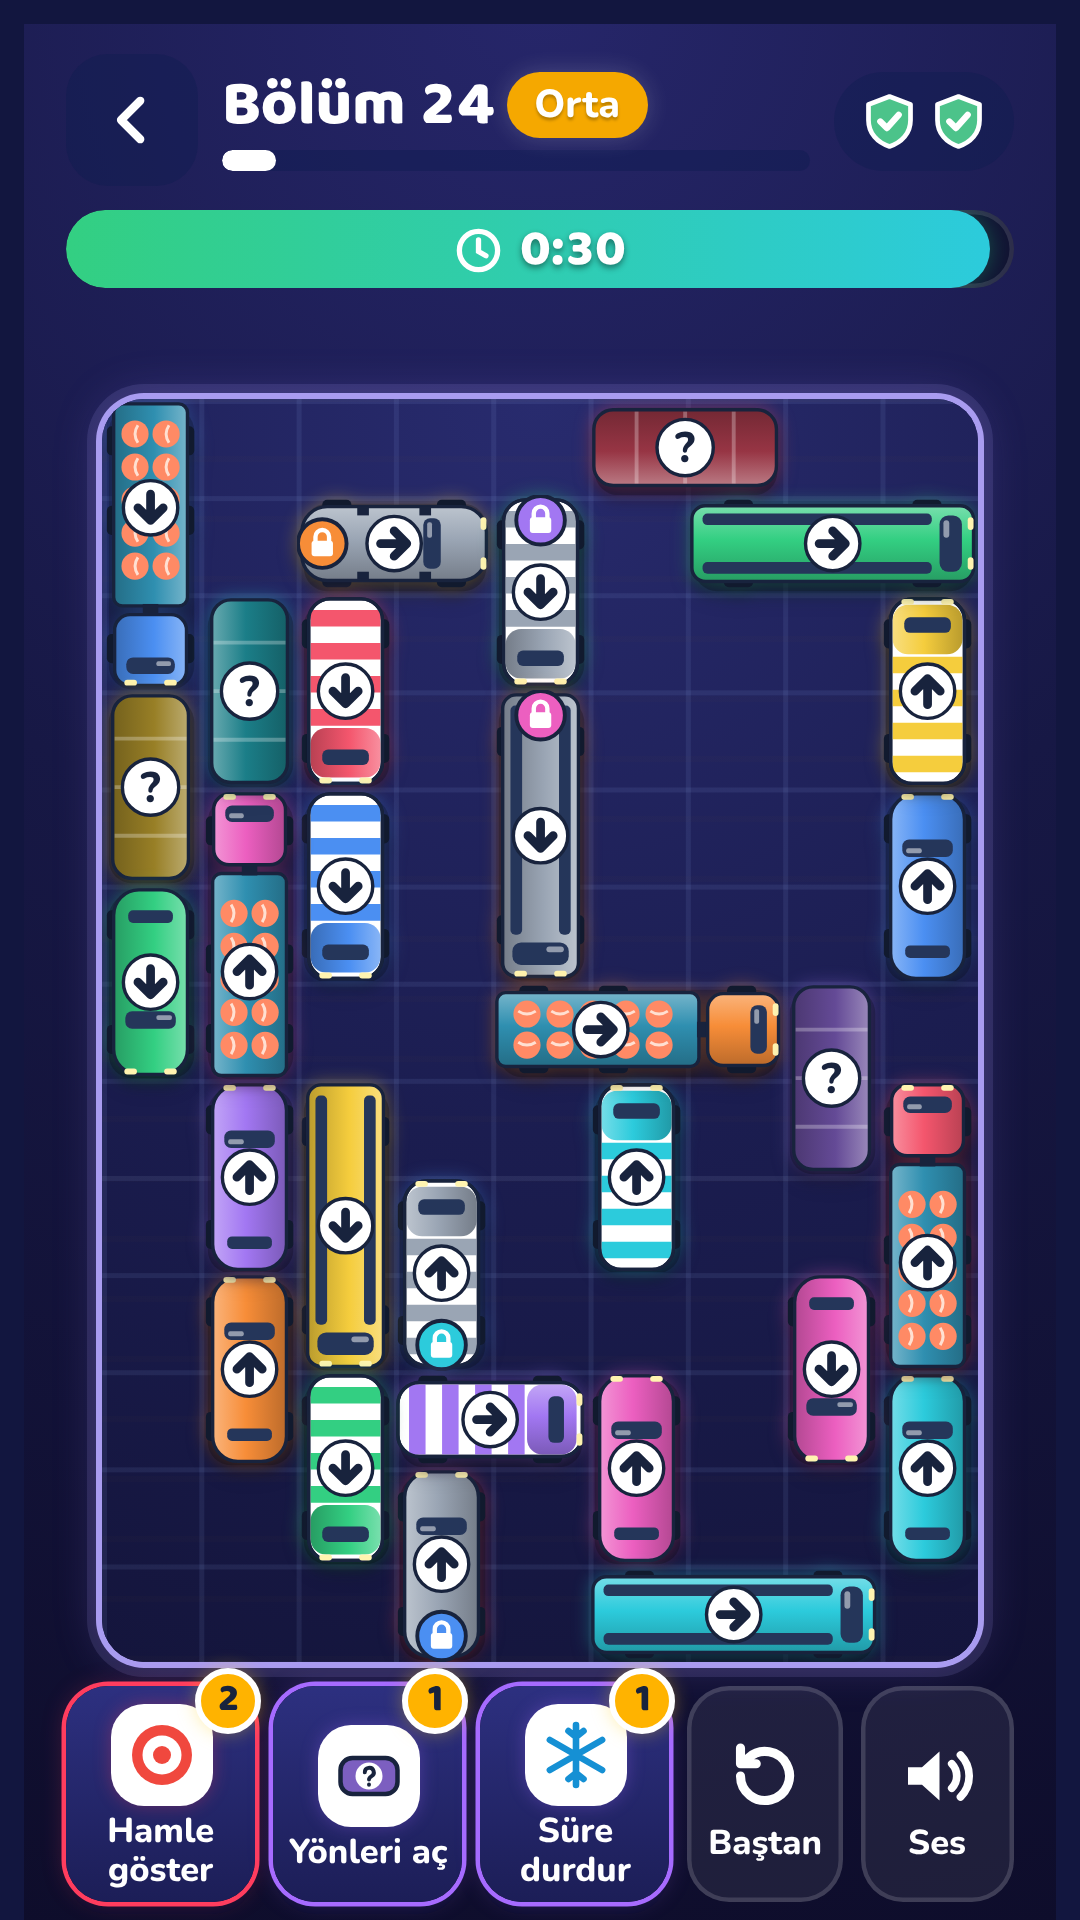 Bölüm 24 Orta
0:30
?
?
?
?
2
1
1
?
Hamle göster
Yönleri aç
Süre durdur
Baştan
Ses